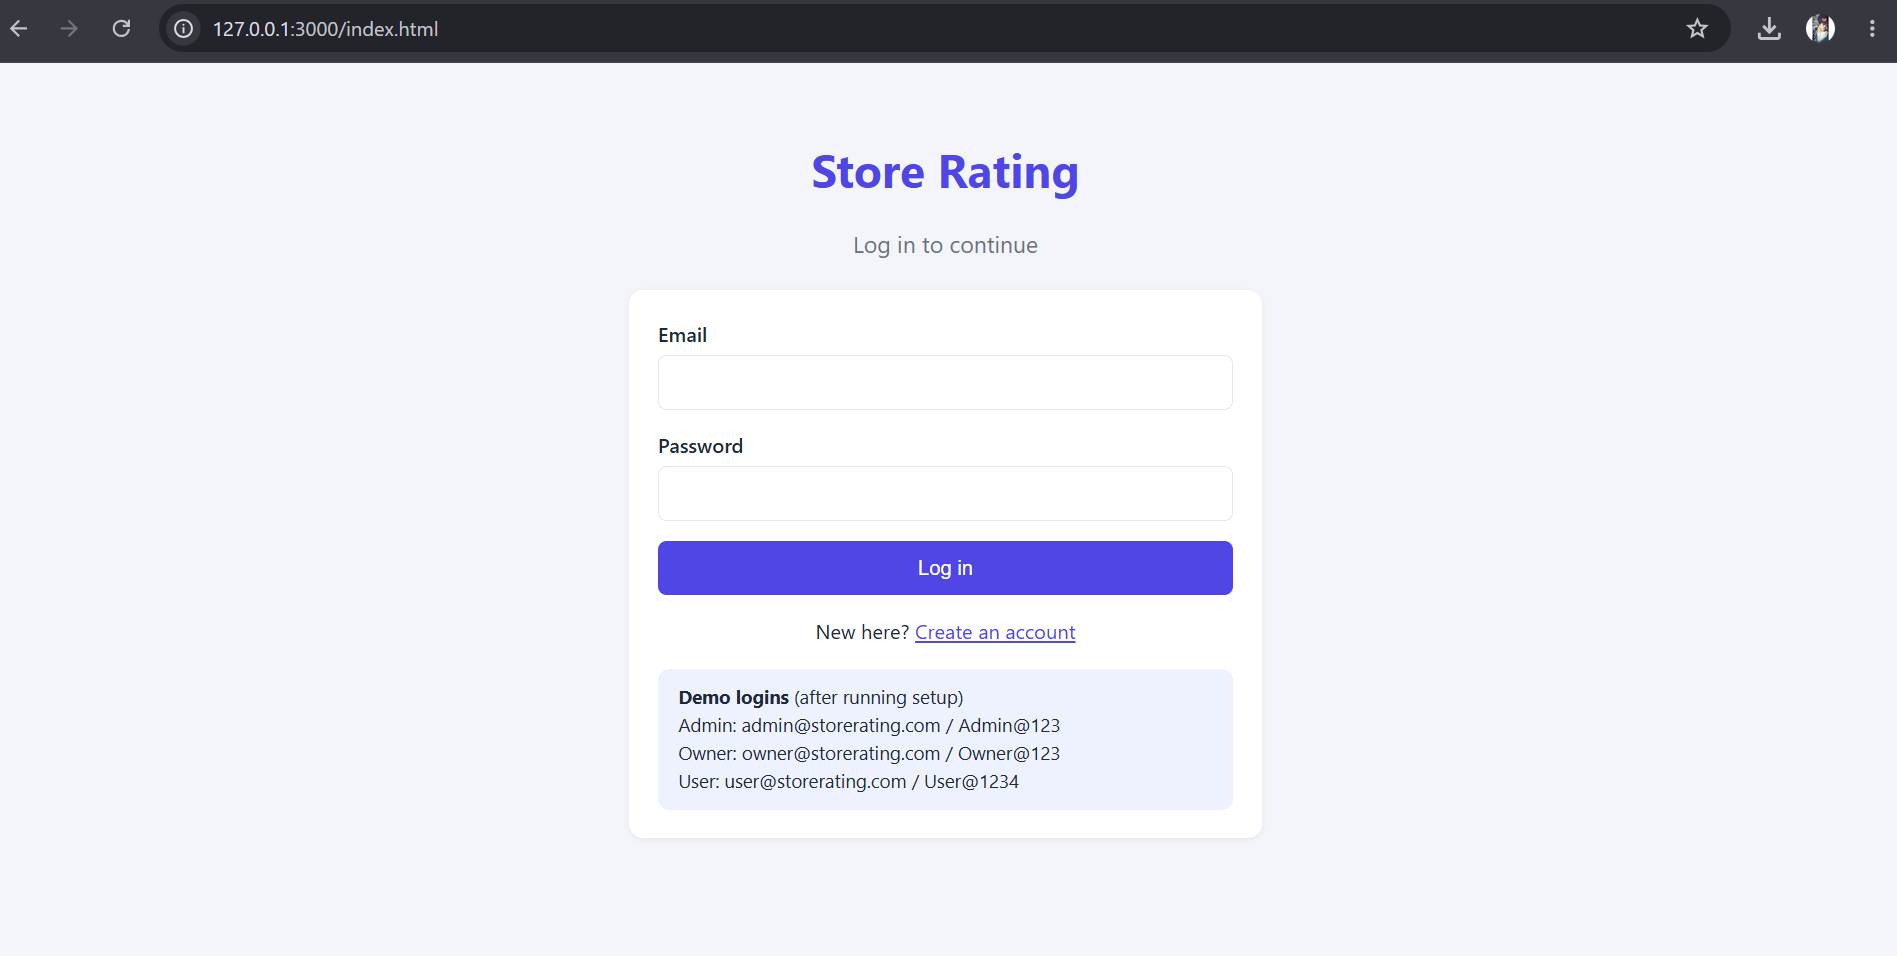 127.0.0.1:3000/index.html
Store Rating
Log in to continue
Email
Password
Log in
New here? Create an account
Demo logins (after running setup)
Admin: admin@storerating.com / Admin@123
Owner: owner@storerating.com / Owner@123
User: user@storerating.com / User@1234